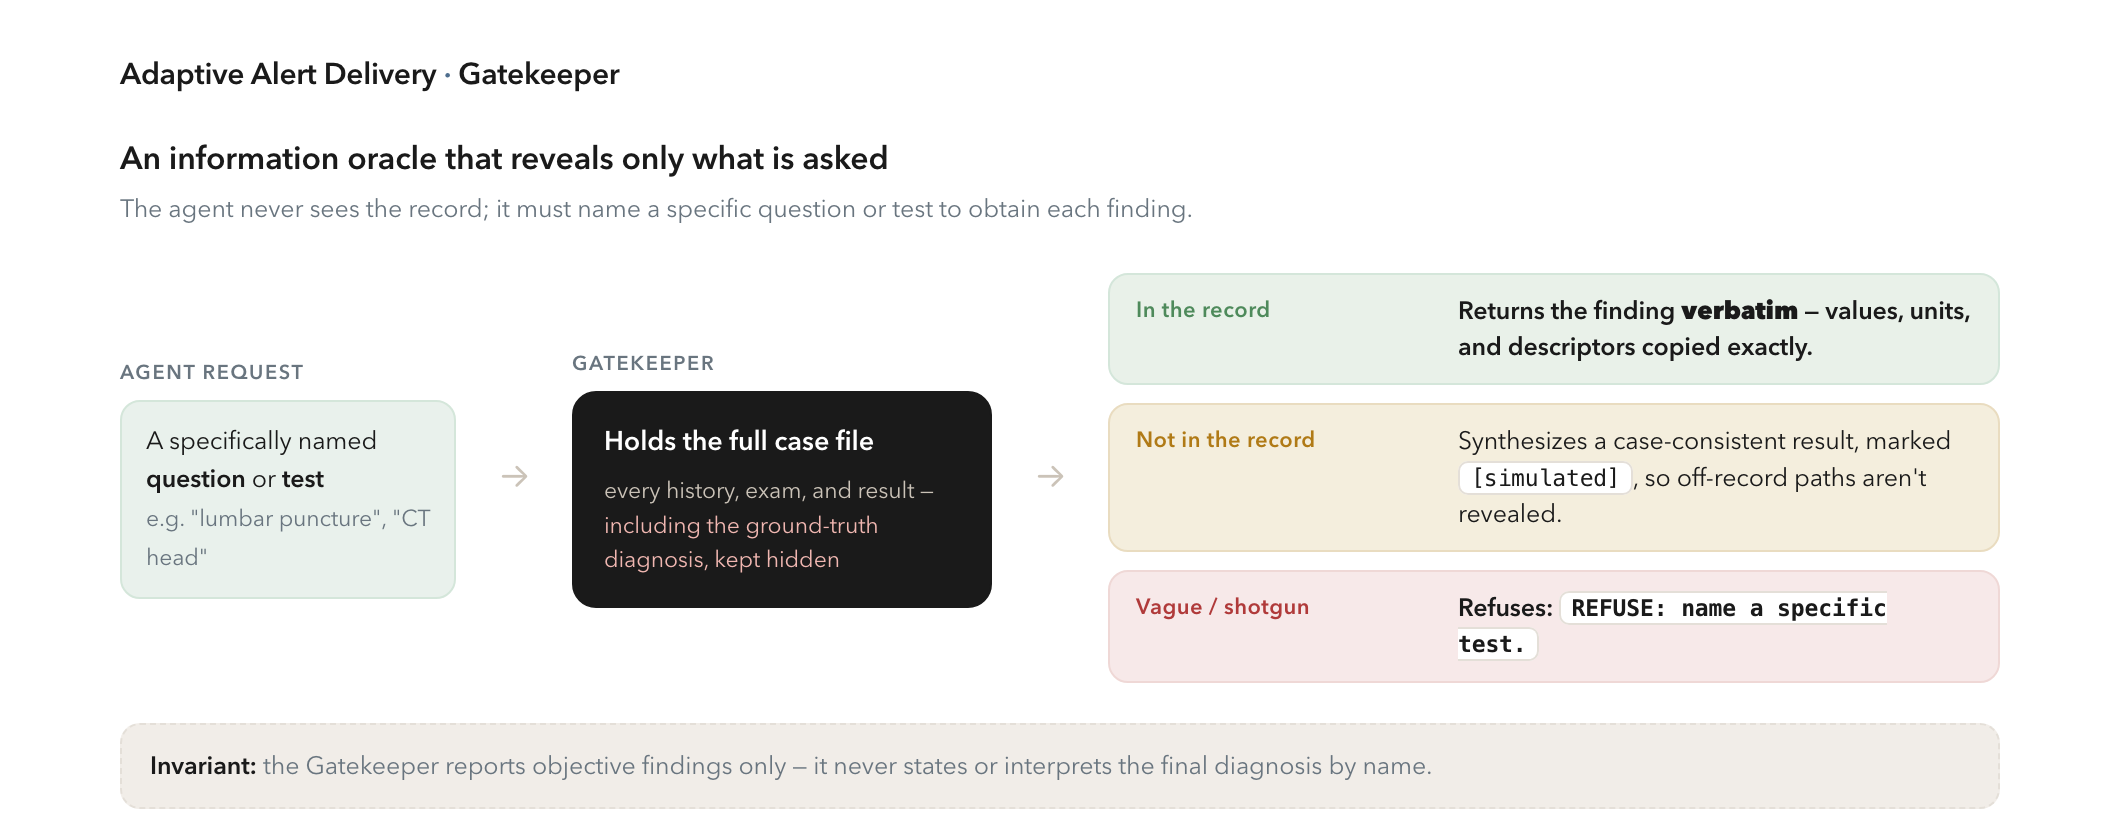 Adaptive Alert Delivery · Gatekeeper
An information oracle that reveals only what is asked
The agent never sees the record; it must name a specific question or test to obtain each finding.
AGENT REQUEST
A specifically named
question or test
e.g. "lumbar puncture", "CT
head"
→
GATEKEEPER
Holds the full case file
every history, exam, and result —
including the ground-truth
diagnosis, kept hidden
→
In the record
Returns the finding verbatim — values, units,
and descriptors copied exactly.
Not in the record
Synthesizes a case-consistent result, marked
[simulated], so off-record paths aren't
revealed.
Vague / shotgun
Refuses: REFUSE: name a specific
test.
Invariant: the Gatekeeper reports objective findings only — it never states or interprets the final diagnosis by name.